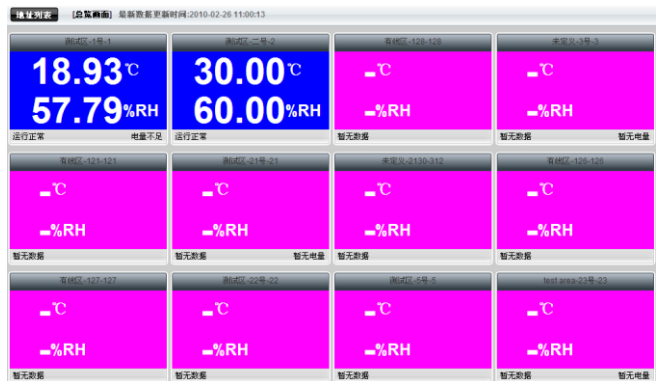 地址列表 [总览画面] 最新数据更新时间:2010-02-26 11:00:13
测试区-1号-1 测试区-二号-2 有线区-128-128 未定义-3号-3
18.93℃ 30.00℃ -℃ -℃
57.79%RH 60.00%RH -%RH -%RH
运行正常 电量不足 运行正常 暂无数据 暂无数据 暂无电量
有线区-121-121 测试区-21号-21 未定义-2130-312 有线区-126-126
-℃ -℃ -℃ -℃
-%RH -%RH -%RH -%RH
暂无数据 暂无数据 暂无电量 暂无数据 暂无数据
有线区-127-127 测试区-22号-22 测试区-5号-5 test area-23号-23
-℃ -℃ -℃ -℃
-%RH -%RH -%RH -%RH
暂无数据 暂无数据 暂无数据 暂无数据 暂无电量